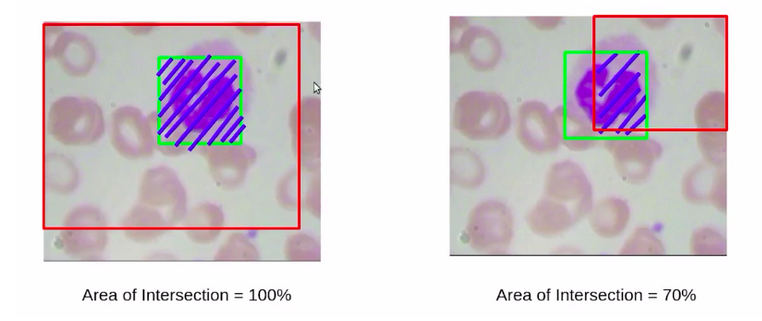 Area of Intersection = 100%
Area of Intersection = 70%